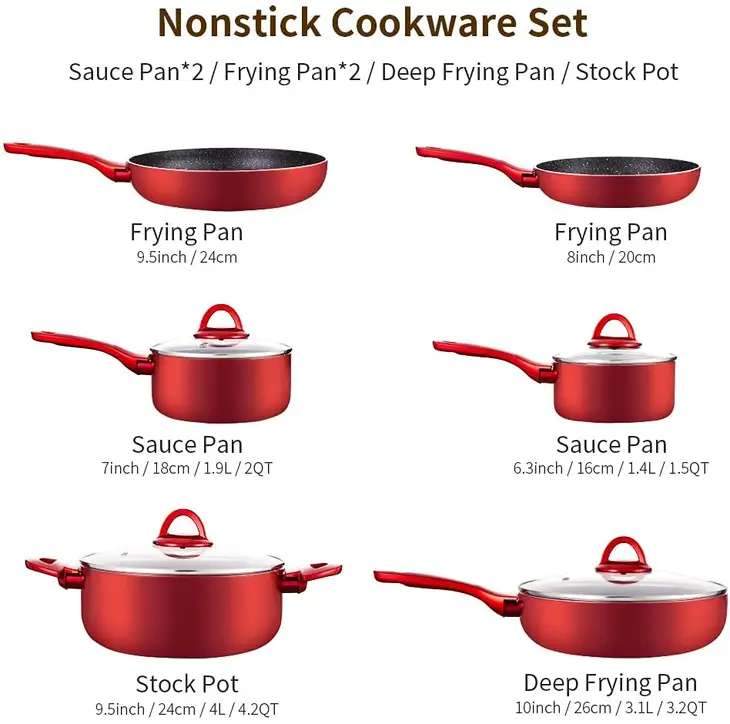 Nonstick Cookware Set
Sauce Pan*2 / Frying Pan*2 / Deep Frying Pan / Stock Pot
Frying Pan
9.5inch / 24cm
Frying Pan
8inch / 20cm
Sauce Pan
7inch / 18cm / 1.9L / 2QT
Sauce Pan
6.3inch / 16cm / 1.4L / 1.5QT
Stock Pot
9.5inch / 24cm / 4L / 4.2QT
Deep Frying Pan
10inch / 26cm / 3.1L / 3.2QT